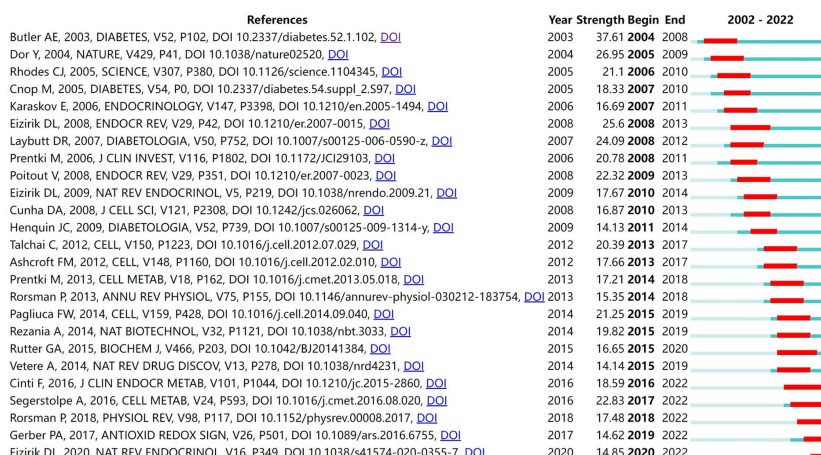 References Year Strength Begin End 2002 - 2022
Butler AE, 2003, DIABETES, V52, P102, DOI 10.2337/diabetes.52.1.102, DOI 2003 37.61 2004 2008
Dor Y, 2004, NATURE, V429, P41, DOI 10.1038/nature02520, DOI 2004 26.95 2005 2009
Rhodes CJ, 2005, SCIENCE, V307, P380, DOI 10.1126/science.1104345, DOI 2005 21.1 2006 2010
Cnop M, 2005, DIABETES, V54, P0, DOI 10.2337/diabetes.54.suppl_2.S97, DOI 2005 18.33 2007 2010
Karaskov E, 2006, ENDOCRINOLOGY, V147, P3398, DOI 10.1210/en.2005-1494, DOI 2006 16.69 2007 2011
Eizirik DL, 2008, ENDOCR REV, V29, P42, DOI 10.1210/er.2007-0015, DOI 2008 25.6 2008 2013
Laybutt DR, 2007, DIABETOLOGIA, V50, P752, DOI 10.1007/s00125-006-0590-z, DOI 2007 24.09 2008 2012
Prentki M, 2006, J CLIN INVEST, V116, P1802, DOI 10.1172/JCI29103, DOI 2006 20.78 2008 2011
Poitout V, 2008, ENDOCR REV, V29, P351, DOI 10.1210/er.2007-0023, DOI 2008 22.32 2009 2013
Eizirik DL, 2009, NAT REV ENDOCRINOL, V5, P219, DOI 10.1038/nrendo.2009.21, DOI 2009 17.67 2010 2014
Cunha DA, 2008, J CELL SCI, V121, P2308, DOI 10.1242/jcs.026062, DOI 2008 16.87 2010 2013
Henquin JC, 2009, DIABETOLOGIA, V52, P739, DOI 10.1007/s00125-009-1314-y, DOI 2009 14.13 2011 2014
Talchai C, 2012, CELL, V150, P1223, DOI 10.1016/j.cell.2012.07.029, DOI 2012 20.39 2013 2017
Ashcroft FM, 2012, CELL, V148, P1160, DOI 10.1016/j.cell.2012.02.010, DOI 2012 17.66 2013 2017
Prentki M, 2013, CELL METAB, V18, P162, DOI 10.1016/j.cmet.2013.05.018, DOI 2013 17.21 2014 2018
Rorsman P, 2013, ANNU REV PHYSIOL, V75, P155, DOI 10.1146/annurev-physiol-030212-183754, DOI 2013 15.35 2014 2018
Pagliuca FW, 2014, CELL, V159, P428, DOI 10.1016/j.cell.2014.09.040, DOI 2014 21.25 2015 2019
Rezania A, 2014, NAT BIOTECHNOL, V32, P1121, DOI 10.1038/nbt.3033, DOI 2014 19.82 2015 2019
Rutter GA, 2015, BIOCHEM J, V466, P203, DOI 10.1042/BJ20141384, DOI 2015 16.65 2015 2020
Vetere A, 2014, NAT REV DRUG DISCOV, V13, P278, DOI 10.1038/nrd4231, DOI 2014 14.14 2015 2019
Cinti F, 2016, J CLIN ENDOCR METAB, V101, P1044, DOI 10.1210/jc.2015-2860, DOI 2016 18.59 2016 2022
Segerstolpe A, 2016, CELL METAB, V24, P593, DOI 10.1016/j.cmet.2016.08.020, DOI 2016 22.83 2017 2022
Rorsman P, 2018, PHYSIOL REV, V98, P117, DOI 10.1152/physrev.00008.2017, DOI 2018 17.48 2018 2022
Gerber PA, 2017, ANTIOXID REDOX SIGN, V26, P501, DOI 10.1089/ars.2016.6755, DOI 2017 14.62 2019 2022
Eizirik DL, 2020, NAT REV ENDOCRINOL, V16, P349, DOI 10.1038/s41574-020-0355-7, DOI 2020 14.85 2020 2022